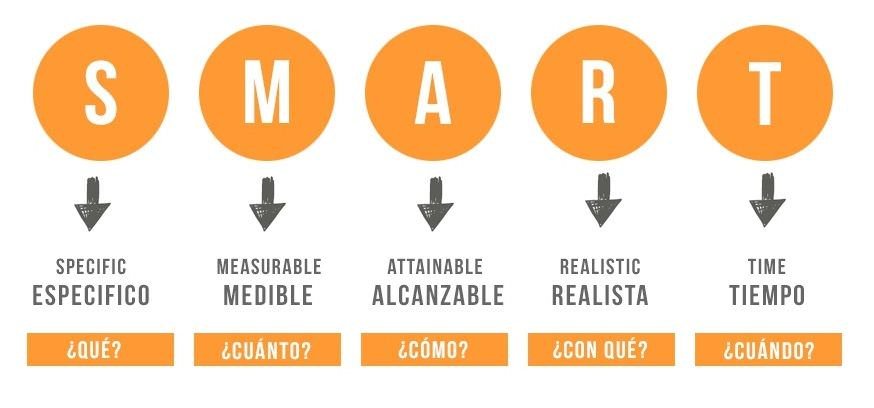 S M A R T
SPECIFIC MEASURABLE ATTAINABLE REALISTIC TIME
ESPECIFICO MEDIBLE ALCANZABLE REALISTA TIEMPO
¿QUÉ? ¿CUÁNTO? ¿CÓMO? ¿CON QUÉ? ¿CUÁNDO?